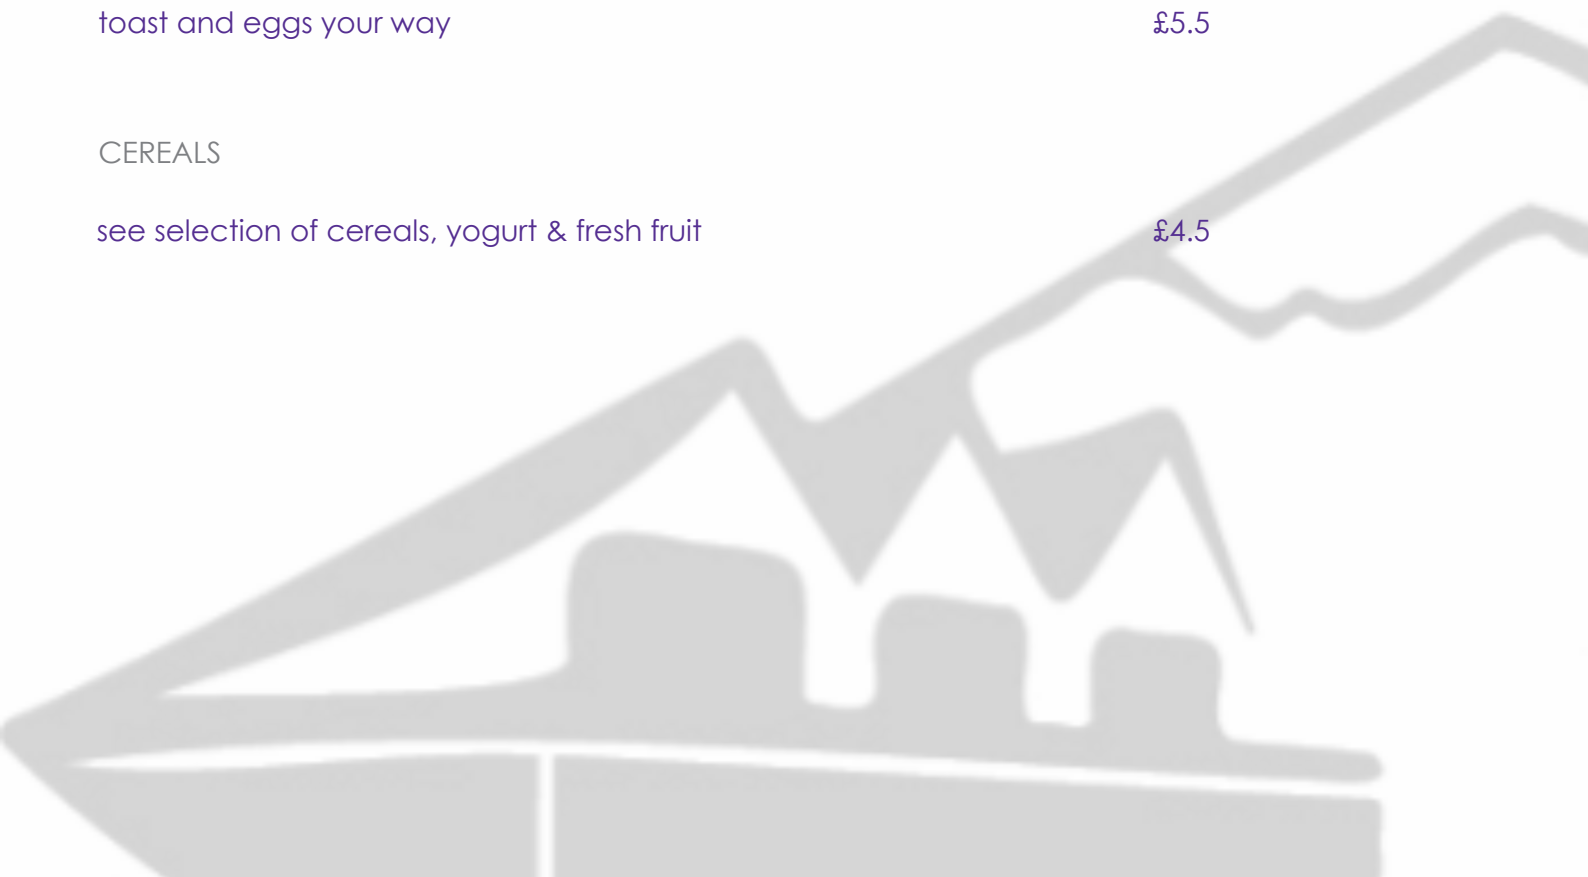 toast and eggs your way £5.5
CEREALS
see selection of cereals, yogurt & fresh fruit £4.5